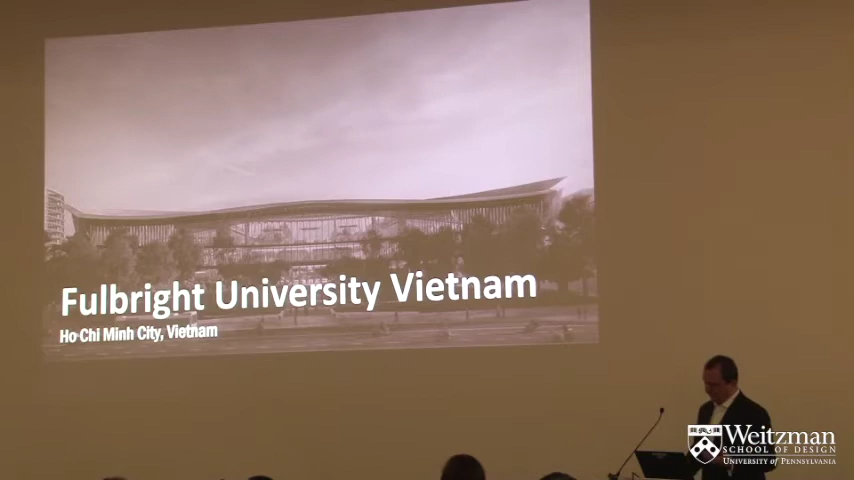 Fulbright University Vietnam
Ho Chi Minh City, Vietnam
Weitzman
SCHOOL OF DESIGN
UNIVERSITY of PENNSYLVANIA